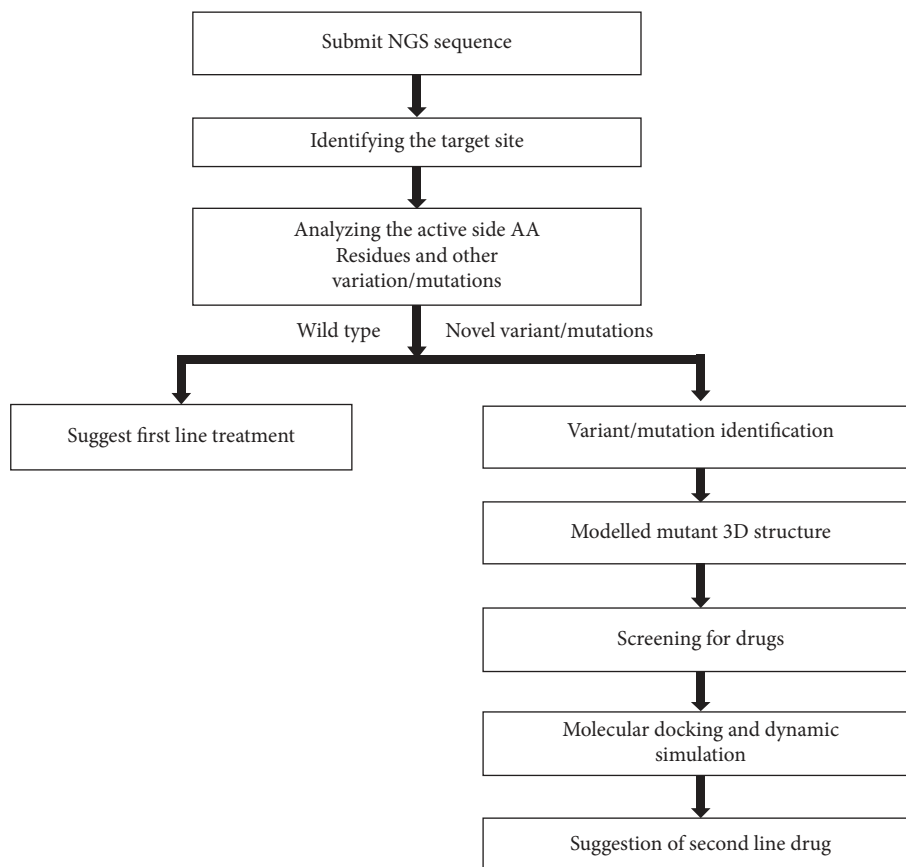 Submit NGS sequence
Identifying the target site
Analyzing the active side AA
Residues and other
variation/mutations
Wild type
Novel variant/mutations
Suggest first line treatment
Variant/mutation identification
Modelled mutant 3D structure
Screening for drugs
Molecular docking and dynamic
simulation
Suggestion of second line drug